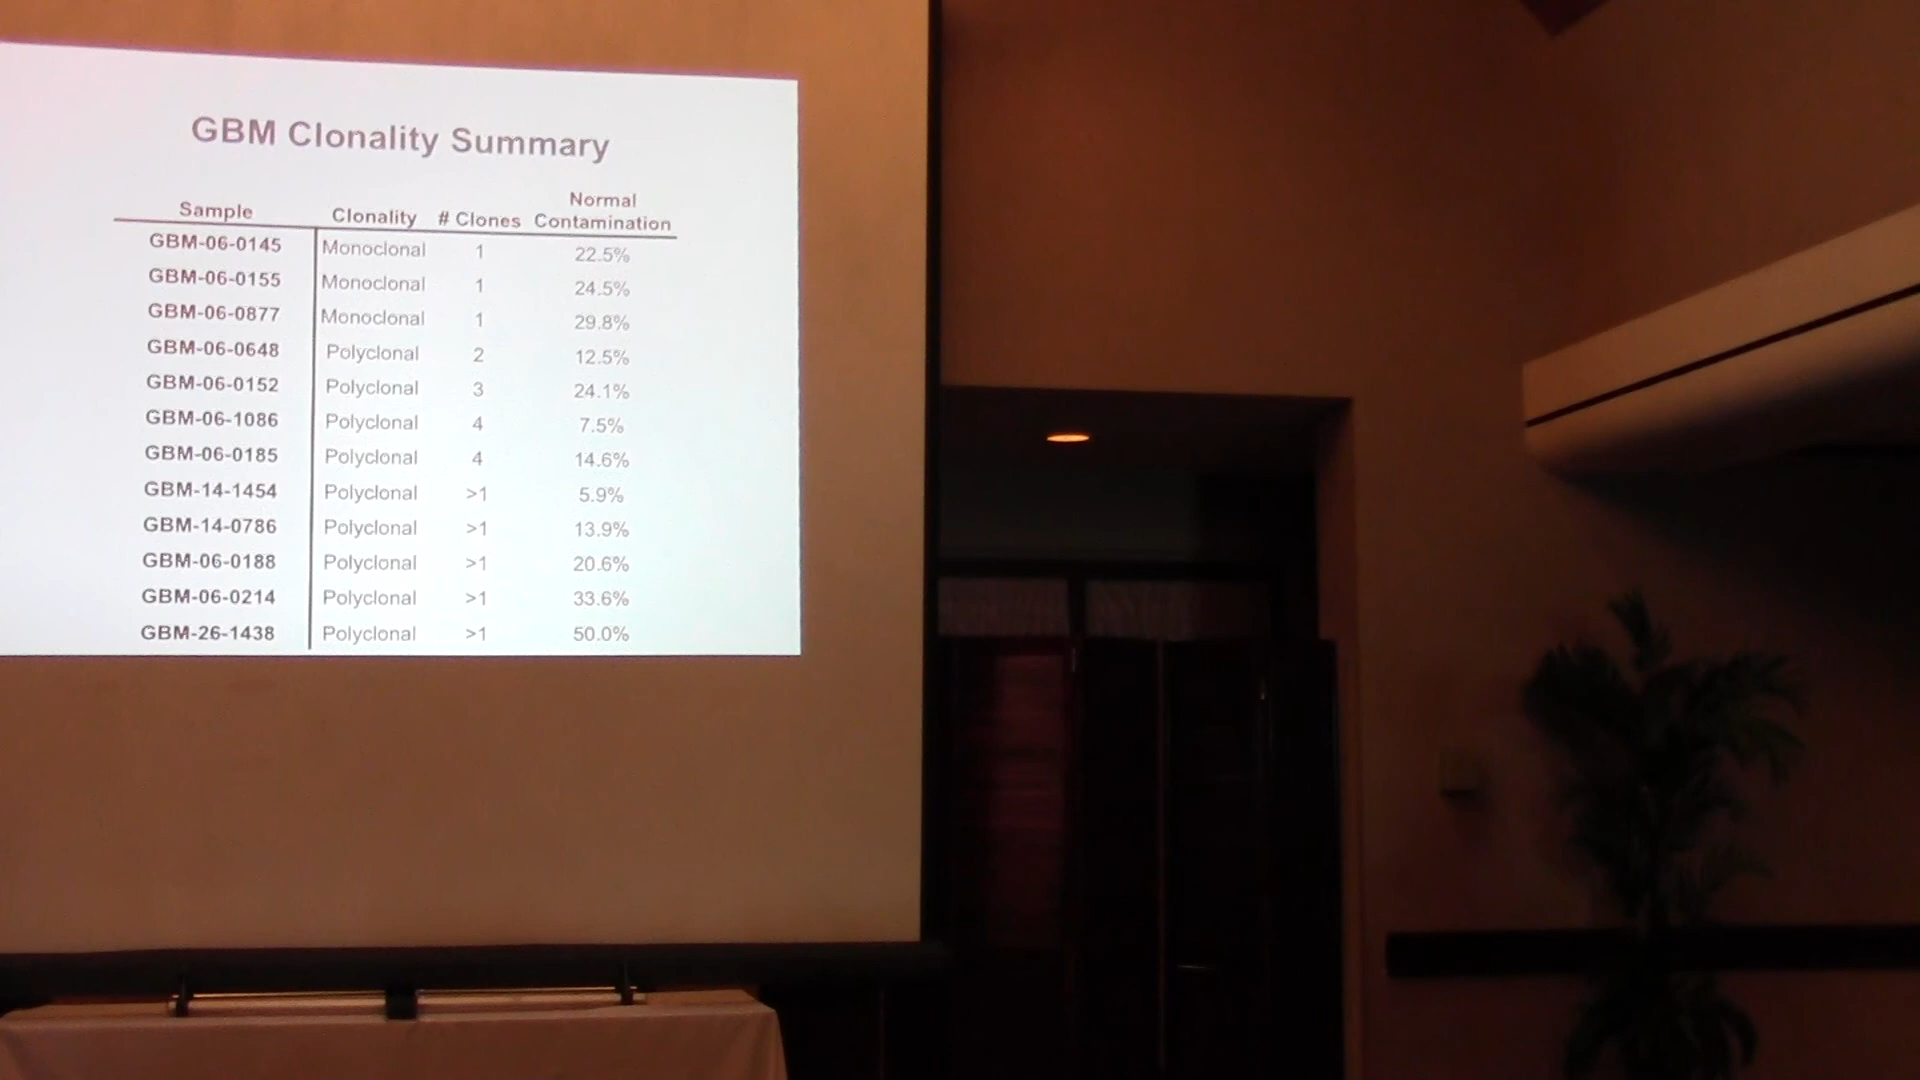 GBM Clonality Summary
Sample Clonality # Clones Normal Contamination
GBM-06-0145 Monoclonal 1 22.5%
GBM-06-0155 Monoclonal 1 24.5%
GBM-06-0877 Monoclonal 1 29.8%
GBM-06-0648 Polyclonal 2 12.5%
GBM-06-0152 Polyclonal 3 24.1%
GBM-06-1086 Polyclonal 4 7.5%
GBM-06-0185 Polyclonal 4 14.6%
GBM-14-1454 Polyclonal >1 5.9%
GBM-14-0786 Polyclonal >1 13.9%
GBM-06-0188 Polyclonal >1 20.6%
GBM-06-0214 Polyclonal >1 33.6%
GBM-26-1438 Polyclonal >1 50.0%